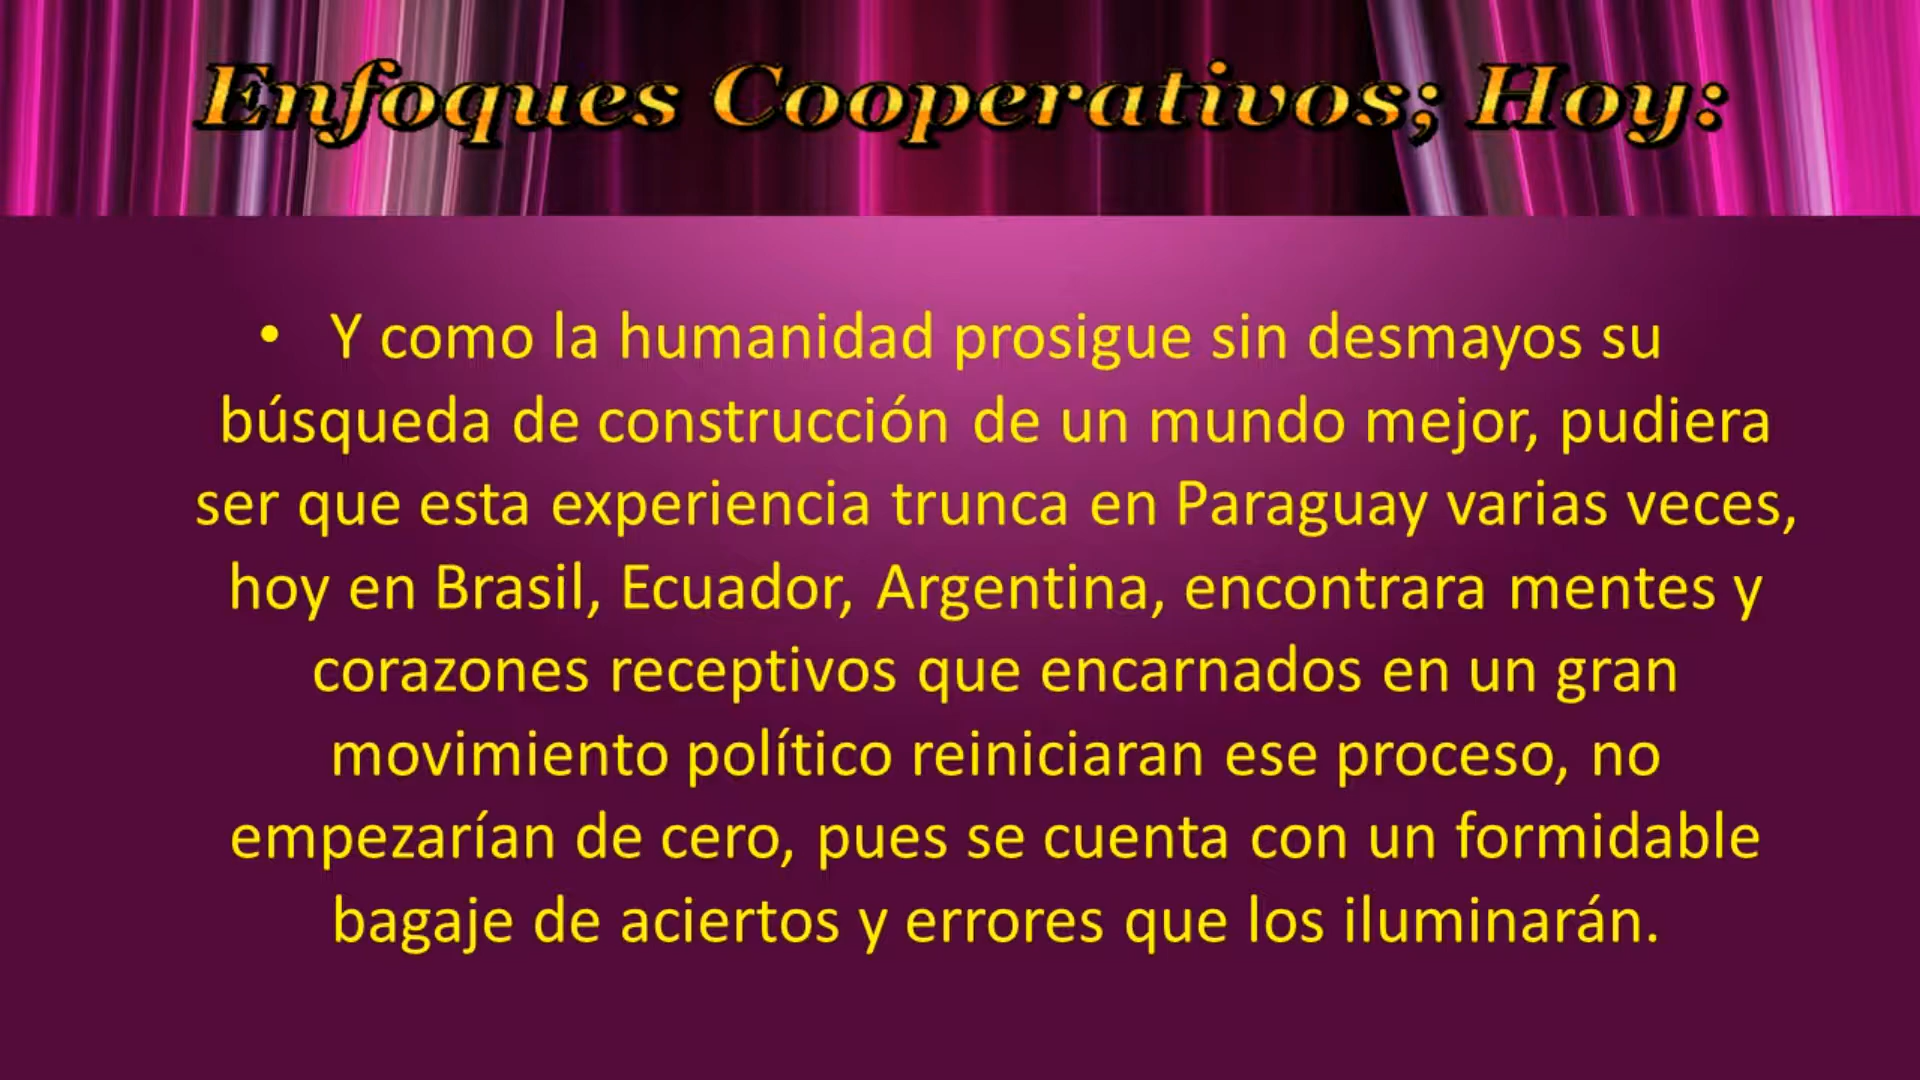 Enfoques Cooperativos; Hoy:
• Y como la humanidad prosigue sin desmayos su
búsqueda de construcción de un mundo mejor, pudiera
ser que esta experiencia trunca en Paraguay varias veces,
hoy en Brasil, Ecuador, Argentina, encontrara mentes y
corazones receptivos que encarnados en un gran
movimiento político reiniciaran ese proceso, no
empezarían de cero, pues se cuenta con un formidable
bagaje de aciertos y errores que los iluminarán.